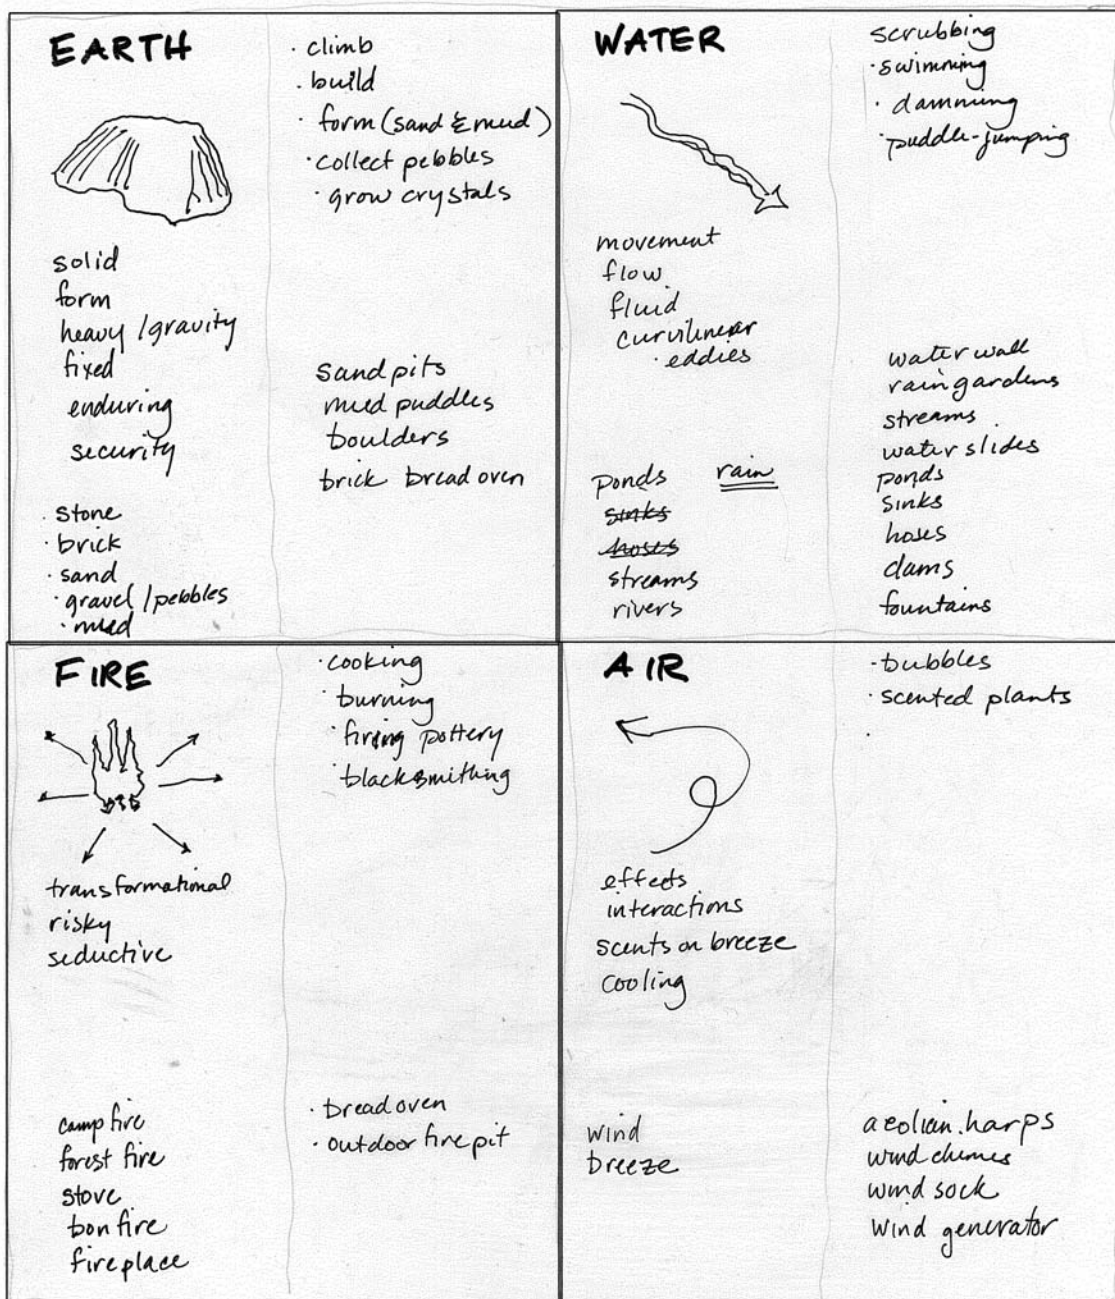 EARTH
solid
form
heavy / gravity
fixed
enduring
security
· stone
· brick
· sand
· gravel / pebbles
· mud
· climb
· build
· form (sand & mud)
· collect pebbles
· grow crystals
sandpits
mud puddles
boulders
brick bread oven
WATER
movement
flow
fluid
curvilinear
· eddies
ponds
rain
sinks
hoses
streams
rivers
scrubbing
· swimming
· damming
· puddle-jumping
water wall
rain gardens
streams
water slides
ponds
sinks
hoses
dams
fountains
FIRE
transformational
risky
seductive
camp fire
forest fire
stove
bonfire
fireplace
· cooking
· burning
· firing pottery
· blacksmithing
· bread oven
· outdoor fire pit
AIR
effects
interactions
scents on breeze
cooling
wind
breeze
· bubbles
· scented plants
aeolian harps
wind chimes
wind sock
wind generator